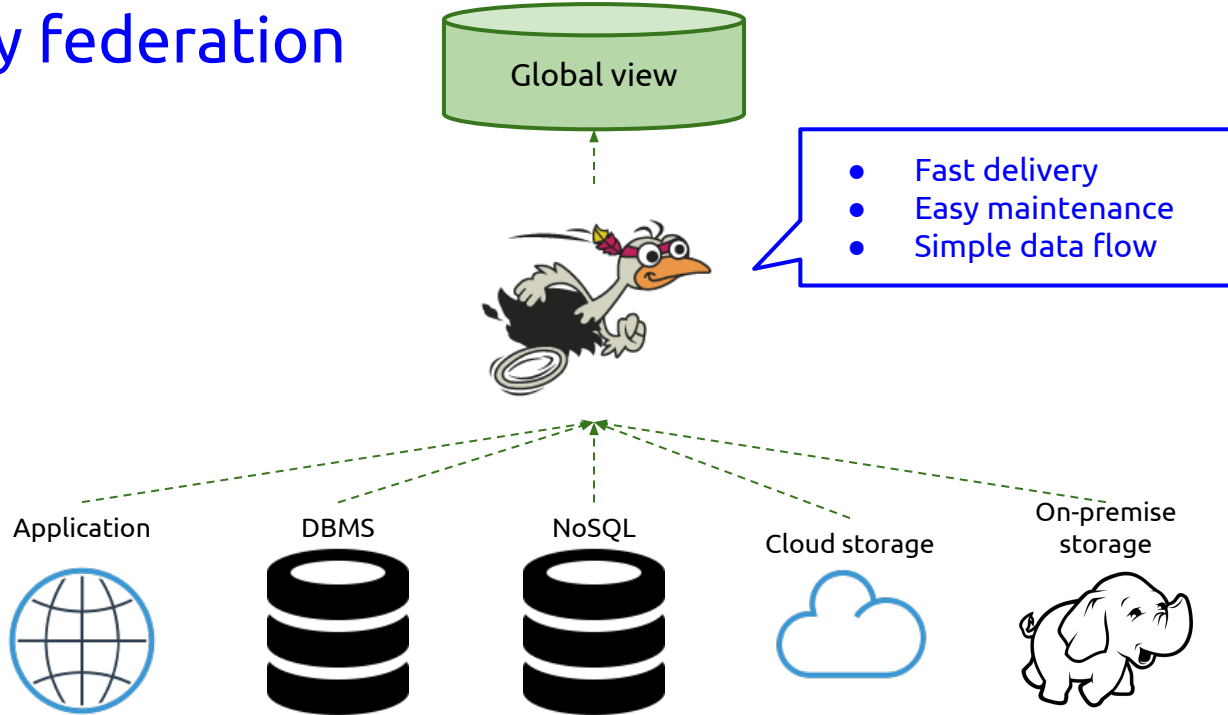 y federation
Global view
● Fast delivery
● Easy maintenance
● Simple data flow
Application
DBMS
NoSQL
Cloud storage
On-premise
storage